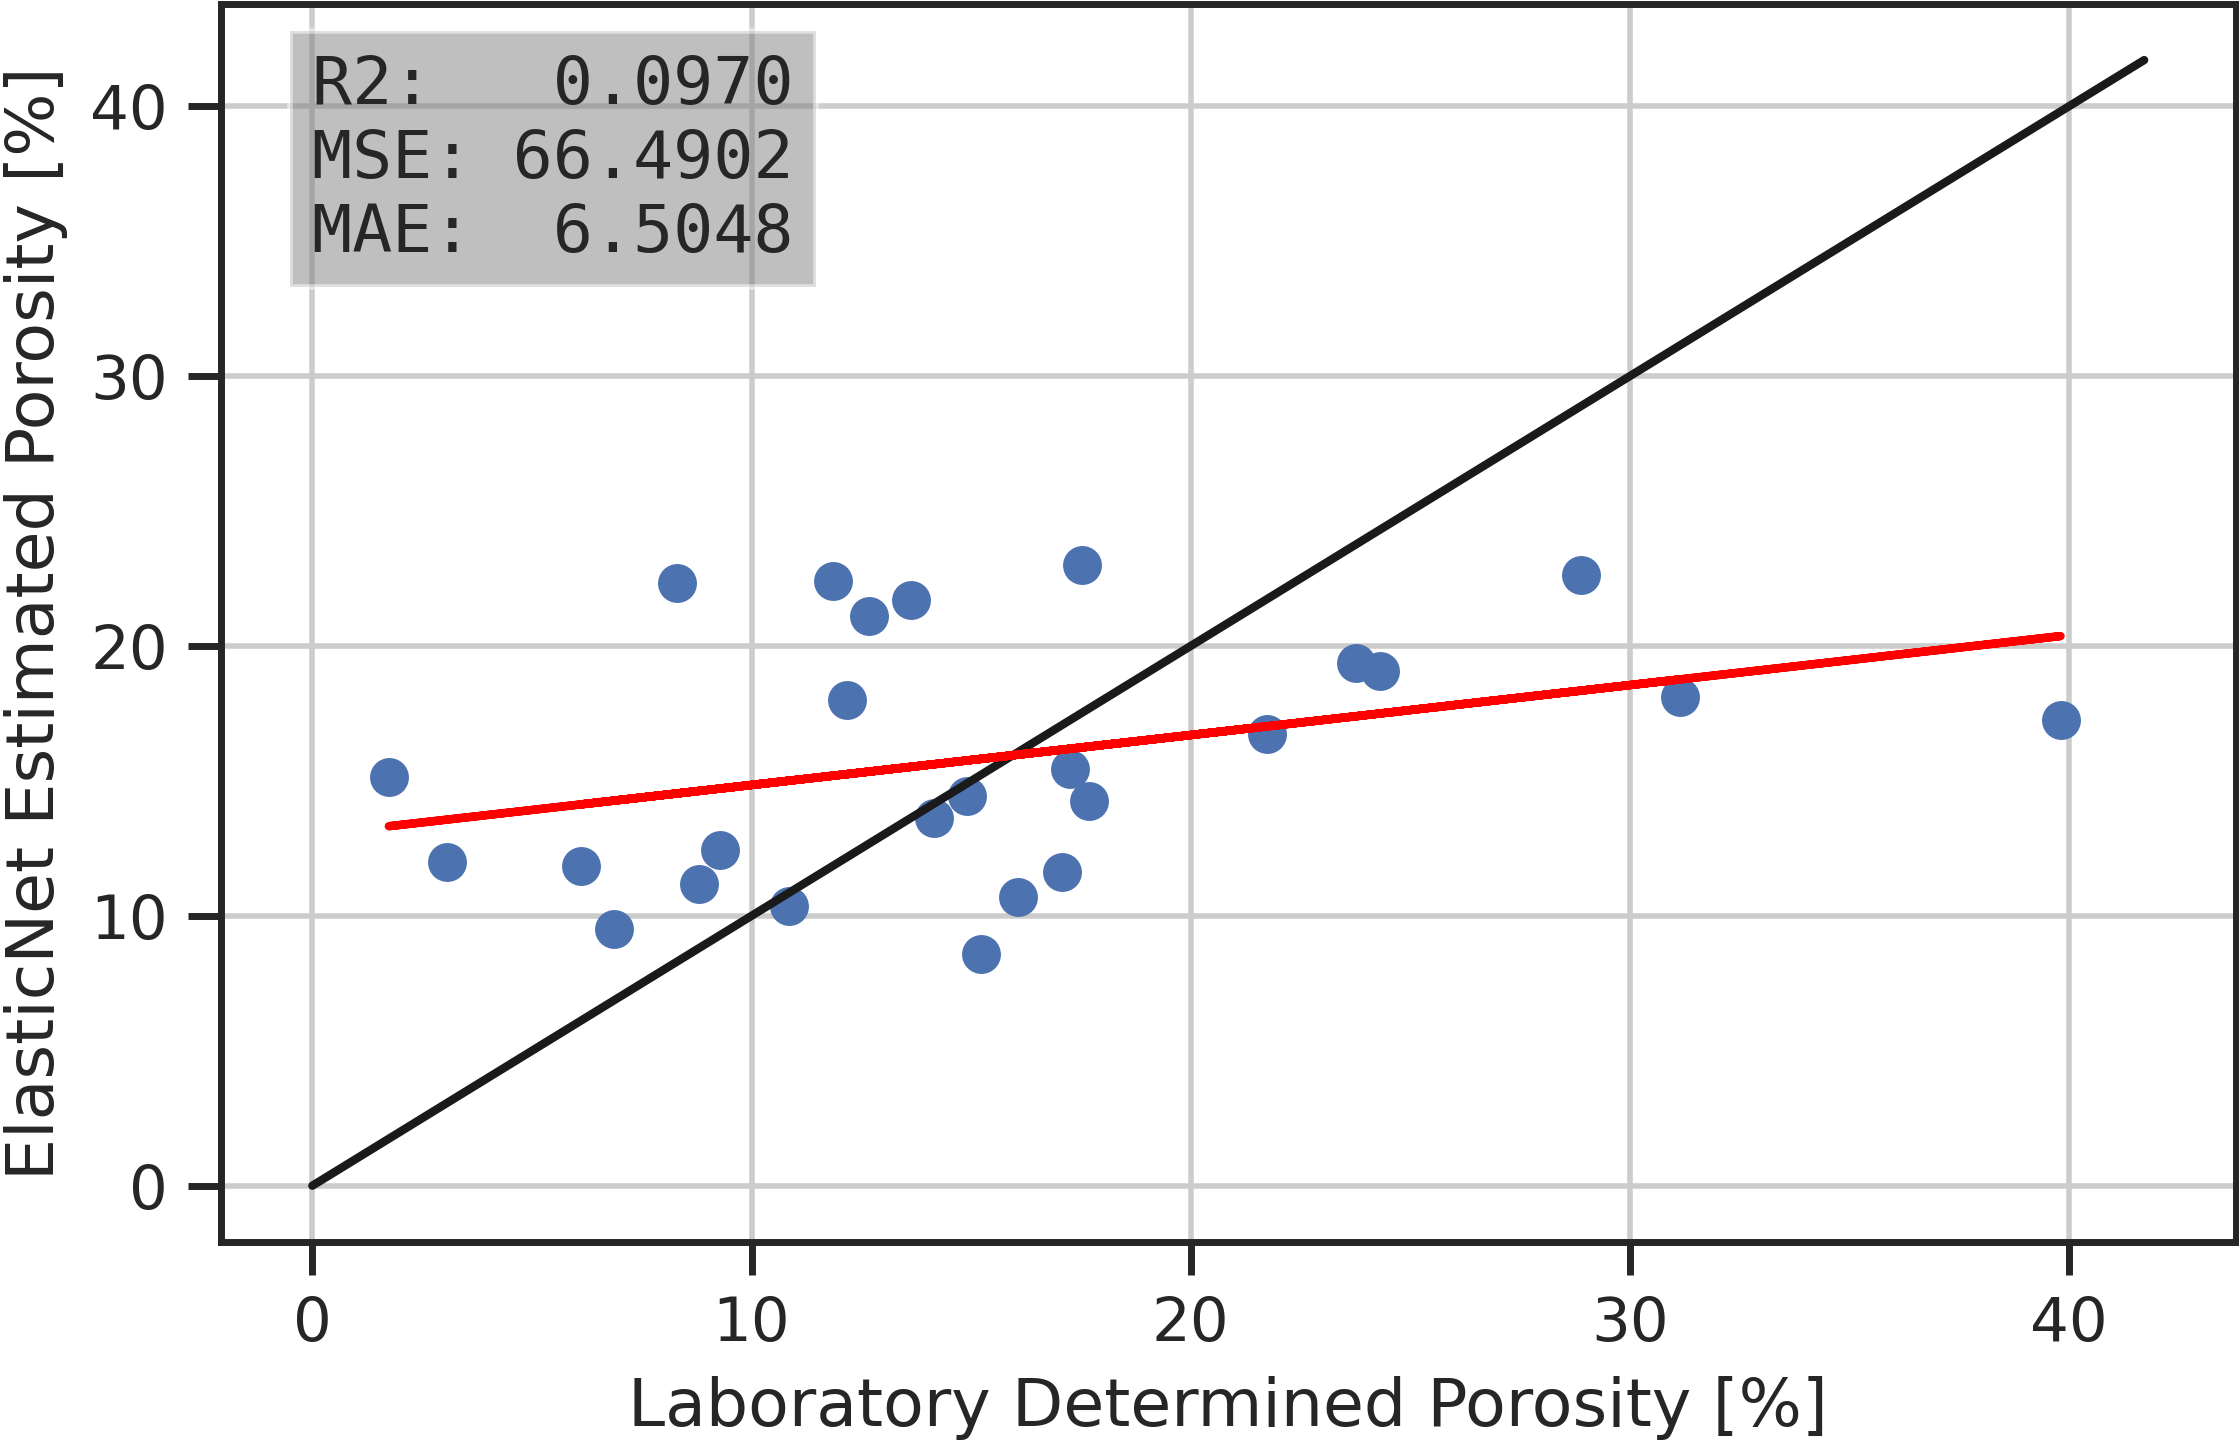 R2: 0.0970
MSE: 66.4902
MAE: 6.5048
ElasticNet Estimated Porosity [%]
40
30
20
10
0
0 10 20 30 40
Laboratory Determined Porosity [%]